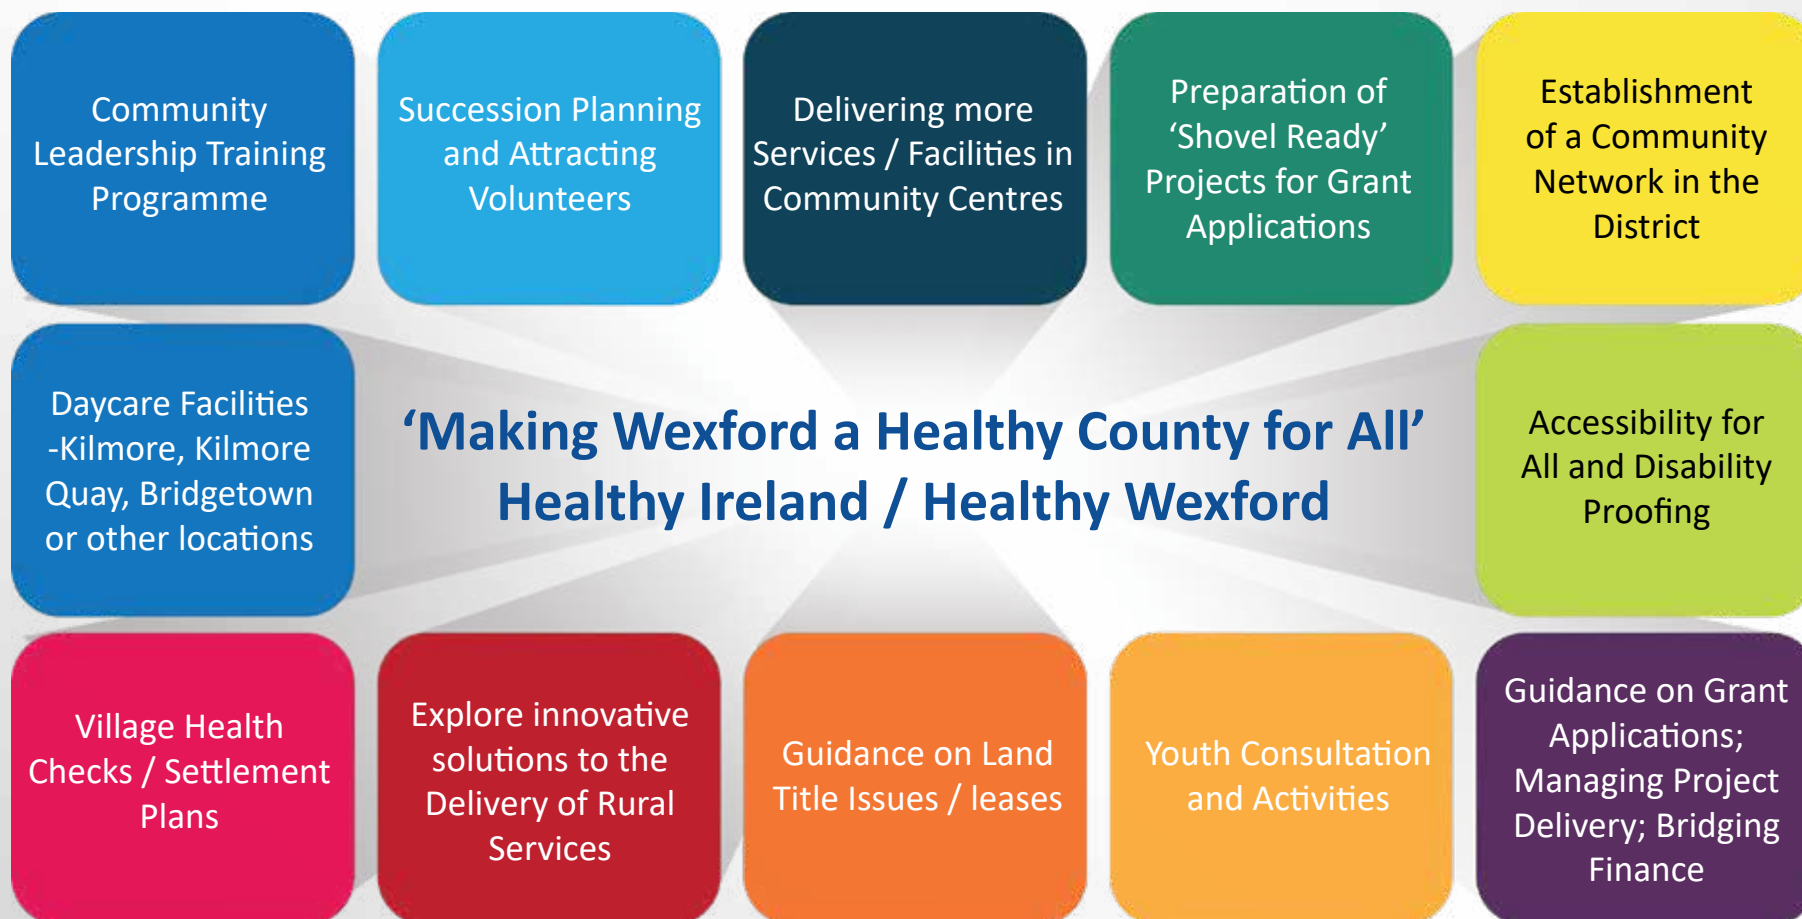 Community
Leadership Training
Programme
Succession Planning
and Attracting
Volunteers
Delivering more
Services / Facilities in
Community Centres
Preparation of
‘Shovel Ready’
Projects for Grant
Applications
Establishment
of a Community
Network in the
District
Daycare Facilities
-Kilmore, Kilmore
Quay, Bridgetown
or other locations
‘Making Wexford a Healthy County for All’
Healthy Ireland / Healthy Wexford
Accessibility for
All and Disability
Proofing
Village Health
Checks / Settlement
Plans
Explore innovative
solutions to the
Delivery of Rural
Services
Guidance on Land
Title Issues / leases
Youth Consultation
and Activities
Guidance on Grant
Applications;
Managing Project
Delivery; Bridging
Finance